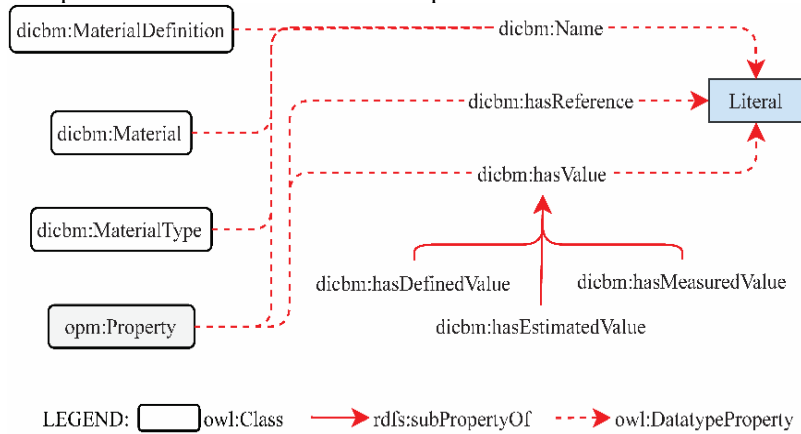 dicbm:MaterialDefinition
dicbm:Name
dicbm:hasReference
Literal
dicbm:Material
dicbm:hasValue
dicbm:MaterialType
dicbm:hasDefinedValue
dicbm:hasMeasuredValue
opm:Property
dicbm:hasEstimatedValue
LEGEND: owl:Class rdfs:subPropertyOf owl:DatatypeProperty